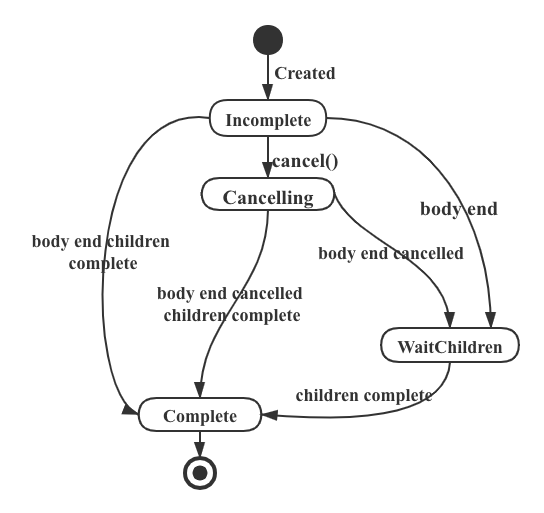 Created
Incomplete
cancel()
Cancelling
body end
body end children
complete
body end cancelled
body end cancelled
children complete
WaitChildren
children complete
Complete